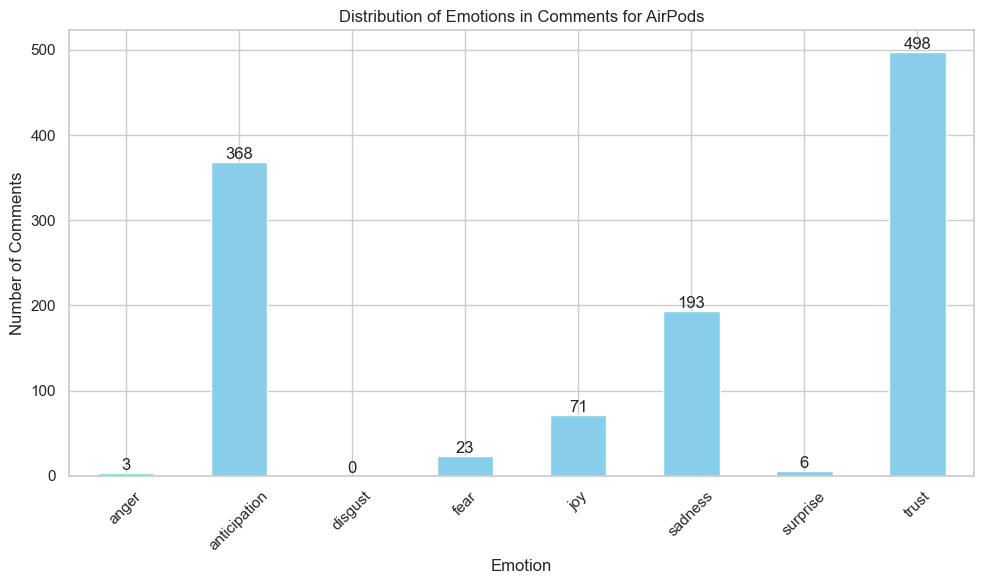 Distribution of Emotions in Comments for AirPods
Number of Comments
500
400
300
200
100
0
3
368
0
23
71
193
6
498
anger
anticipation
disgust
fear
joy
sadness
surprise
trust
Emotion